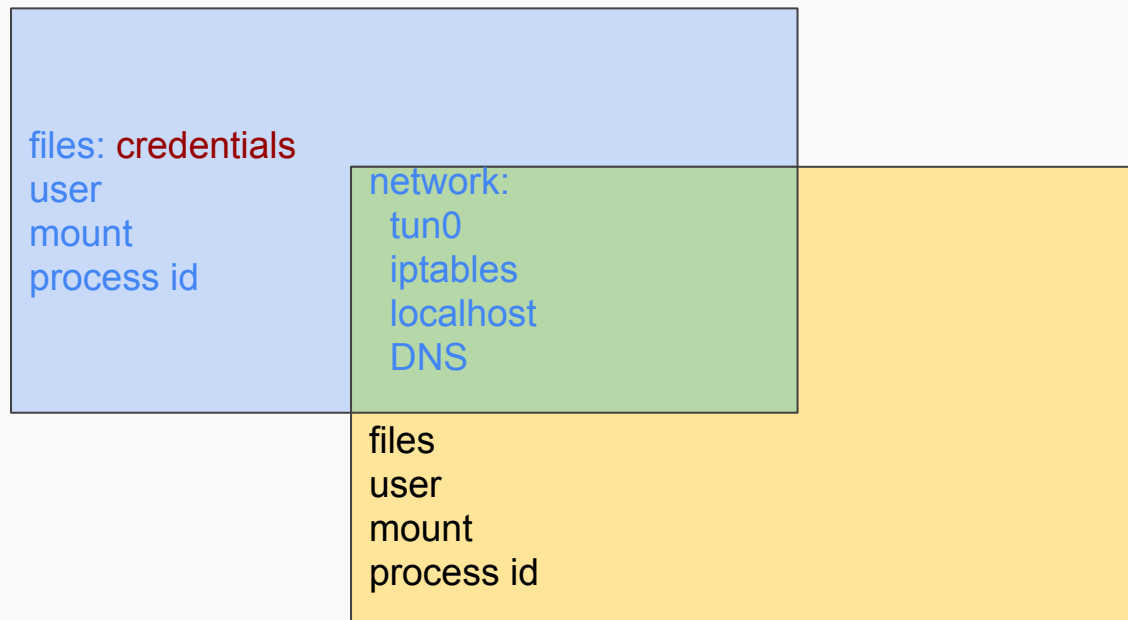 files: credentials
user
mount
process id
network:
tun0
iptables
localhost
DNS
files
user
mount
process id